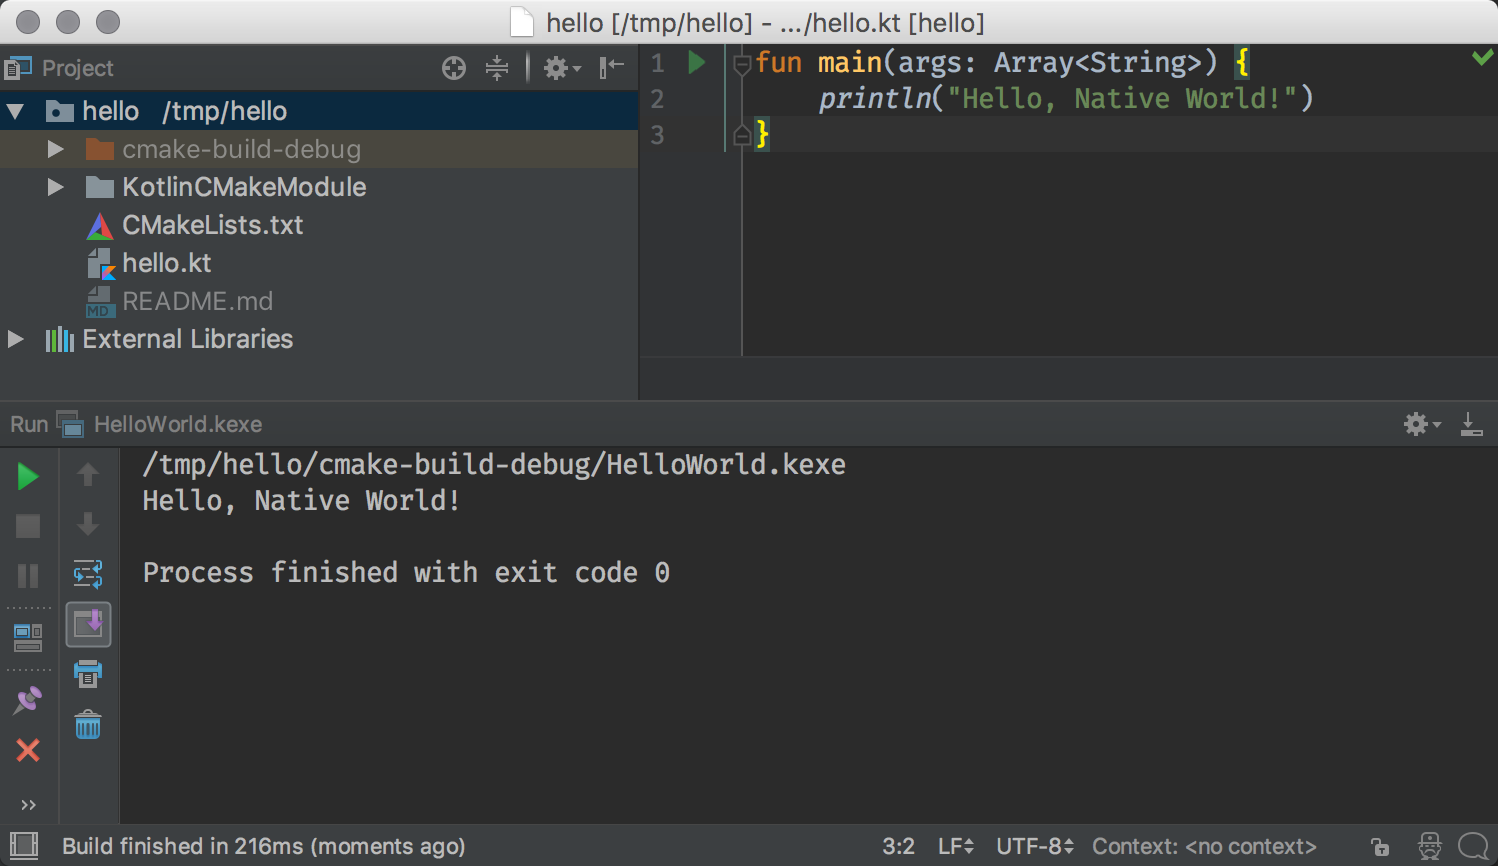 hello [/tmp/hello] - .../hello.kt [hello]
Project
hello /tmp/hello
cmake-build-debug
KotlinCMakeModule
CMakeLists.txt
hello.kt
MD README.md
External Libraries
1 fun main(args: Array<String>) {
2 println("Hello, Native World!")
3 }
Run HelloWorld.kexe
/tmp/hello/cmake-build-debug/HelloWorld.kexe
Hello, Native World!
Process finished with exit code 0
Build finished in 216ms (moments ago) 3:2 LF UTF-8 Context: <no context>